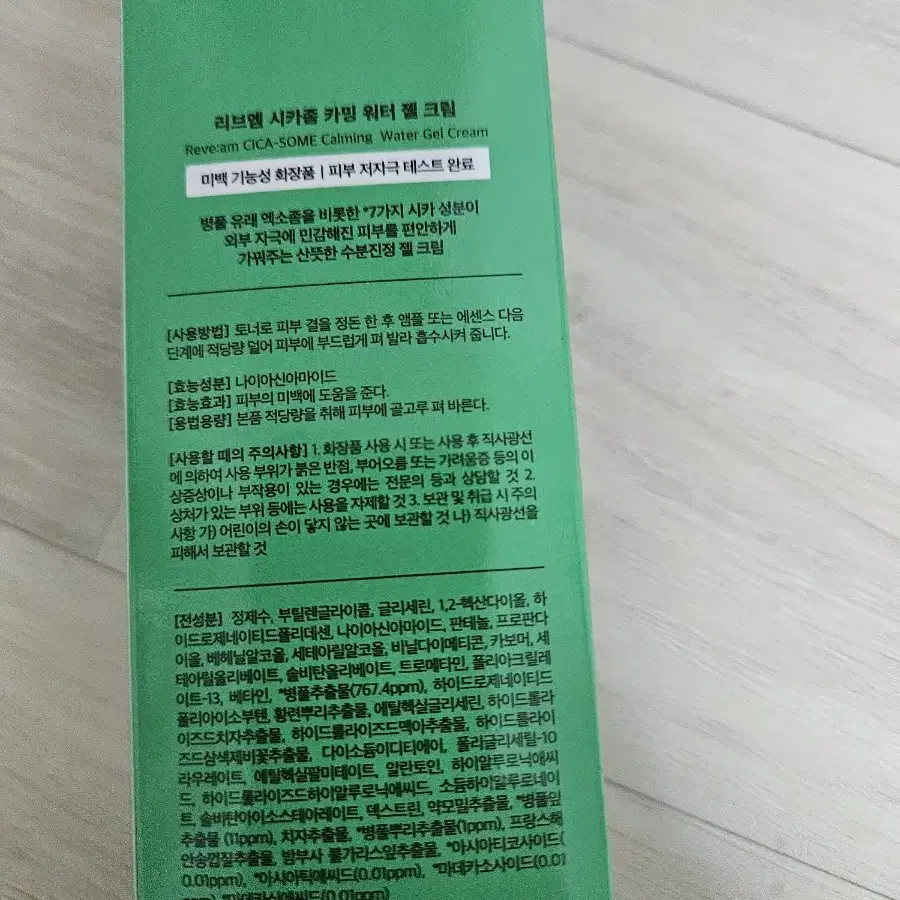 리브엠 시카좀 카밍 워터 젤 크림
Reve:am CICA-SOME Calming Water Gel Cream
미백 기능성 화장품 | 피부 저자극 테스트 완료
병풀 유래 엑소좀을 비롯한 *7가지 시카 성분이
외부 자극에 민감해진 피부를 편안하게
가꿔주는 산뜻한 수분진정 젤 크림
[사용방법] 토너로 피부 결을 정돈 한 후 앰플 또는 에센스 다음
단계에 적당량 덜어 피부에 부드럽게 펴 발라 흡수시켜 줍니다.
[효능성분] 나이아신아마이드
[효능효과] 피부의 미백에 도움을 준다.
[용법용량] 본품 적당량을 취해 피부에 골고루 펴 바른다.
[사용할 때의 주의사항] 1. 화장품 사용 시 또는 사용 후 직사광선
에 의하여 사용 부위가 붉은 반점, 부어오름 또는 가려움증 등의 이
상증상이나 부작용이 있는 경우에는 전문의 등과 상담할 것 2.
상처가 있는 부위 등에는 사용을 자제할 것 3. 보관 및 취급 시 주의
사항 가) 어린이의 손이 닿지 않는 곳에 보관할 것 나) 직사광선을
피해서 보관할 것
[전성분] 정제수, 부틸렌글라이콜, 글리세린, 1,2-헥산다이올, 하
이드로제네이티드폴리데센, 나이아신아마이드, 판테놀, 프로판다
이올, 베헤닐알코올, 세테아릴알코올, 비닐다이메티콘, 카보머, 세
테아릴올리베이트, 솔비탄올리베이트, 트로메타민, 폴리아크릴레
이트-13, 베타인, *병풀추출물(767.4ppm), 하이드로제네이티드
폴리아이소부텐, 황련뿌리추출물, 에틸헥실글리세린, 하이드롤라
이즈드치자추출물, 하이드롤라이즈드맥아추출물, 하이드롤라이
즈드삼색제비꽃추출물, 다이소듐이디티에이, 폴리글리세릴-10
라우레이트, 에틸헥실팔미테이트, 알란토인, 하이알루로닉애씨
드, 하이드롤라이즈드하이알루로닉애씨드, 소듐하이알루로네이
트, 솔비탄아이소스테아레이트, 덱스트린, 약모밀추출물, *병풀잎
추출물 (11ppm), 치자추출물, *병풀뿌리추출물(1ppm), 프랑스해
안송껍질추출물, 밤부사 불가리스잎추출물, *아시아티코사이드(
0.01ppm), *아시아틱애씨드(0.01ppm), *마데카소사이드(0.01
*마데카식애씨드(0.01ppm)